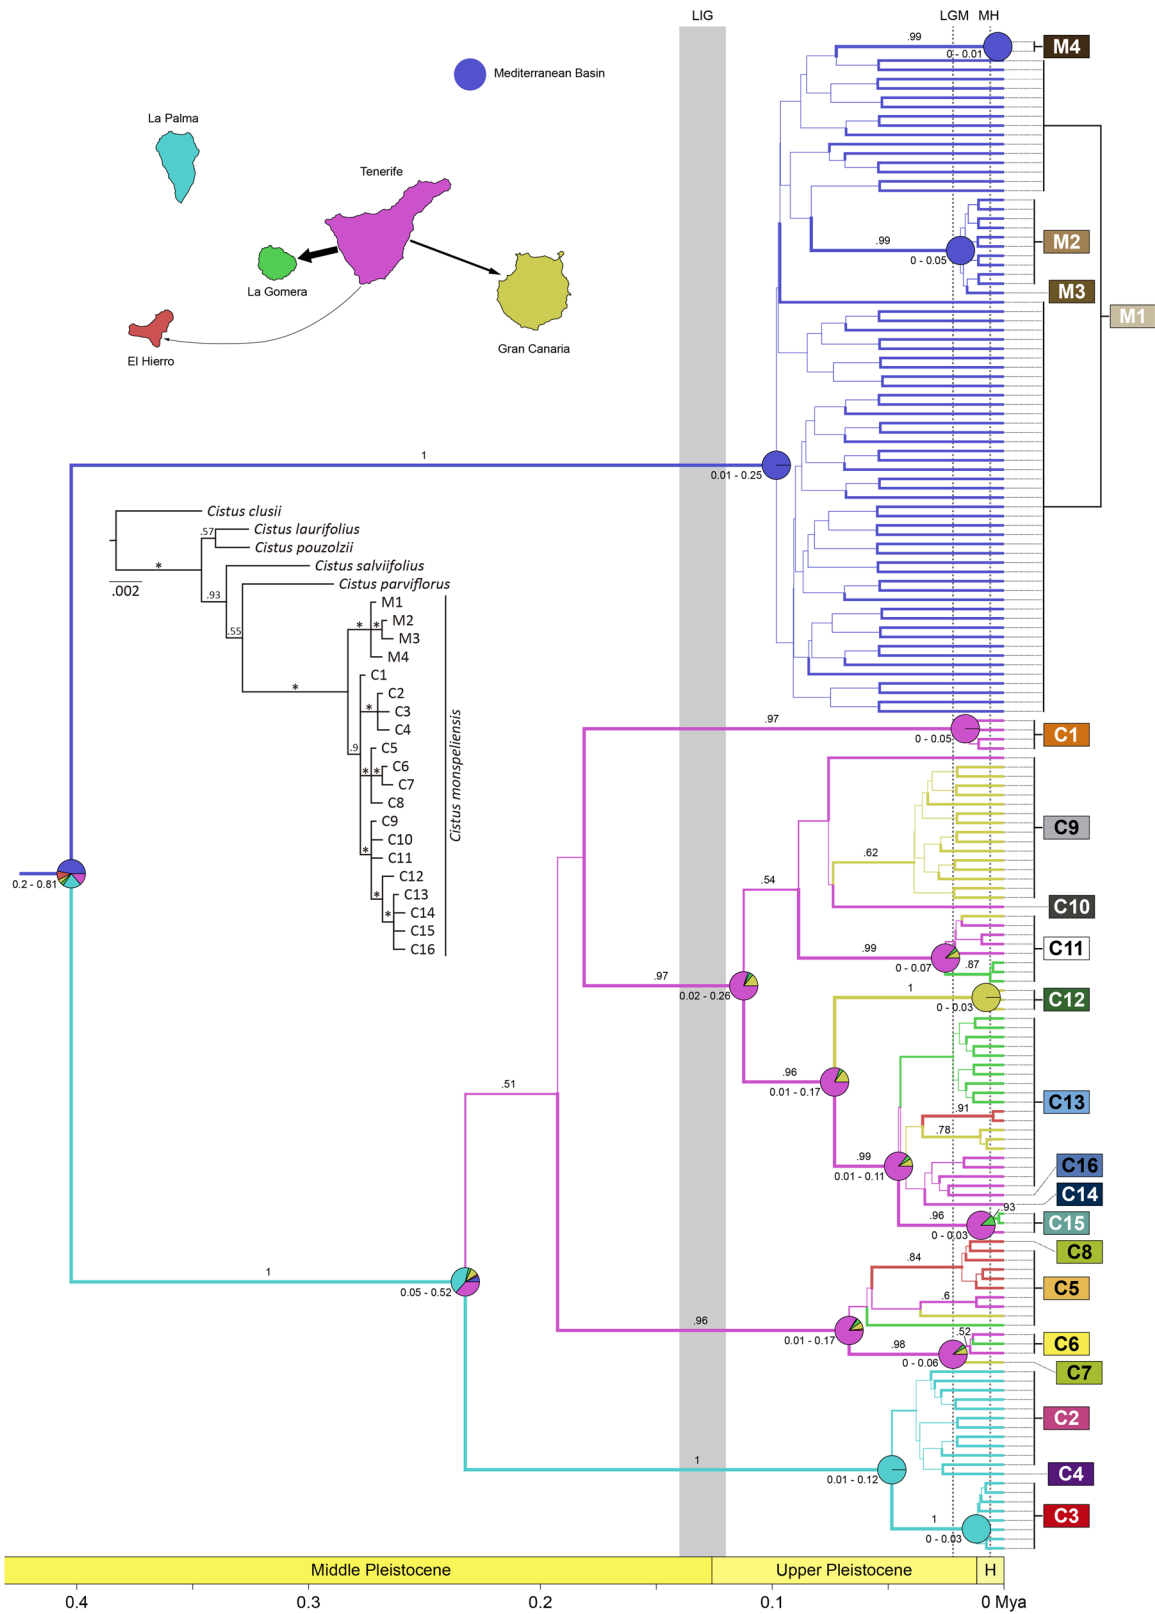 LIG
LGM MH
.99
0 - 0.01
M4
Mediterranean Basin
La Palma
Tenerife
La Gomera
El Hierro
Gran Canaria
.99
0 - 0.05
M2
M3
M1
1
0.01 - 0.25
Cistus clusii
.57
Cistus laurifolius
Cistus pouzolzii
*
.002
Cistus salviifolius
.93
Cistus parviflorus
.55
M1
* *
M2
M3
M4
*
C1
C2
*
C3
C4
.9
C5
C6
* *
C7
C8
C9
C10
*
C11
C12
*
C13
*
C14
C15
C16
Cistus monspeliensis
.97
0 - 0.05
C1
C9
.62
.54
C10
.99
0 - 0.07
.87
C11
0.2 - 0.81
.97
0.02 - 0.26
1
0 - 0.03
C12
.96
0.01 - 0.17
.51
C13
.91
.78
.99
0.01 - 0.11
C16
C14
.93
.96
0 - 0.03
C15
1
0.05 - 0.52
C8
.84
C5
.6
.96
0.01 - 0.17
.52
.98
0 - 0.06
C6
C7
C2
1
0.01 - 0.12
C4
1
0 - 0.03
C3
Middle Pleistocene
Upper Pleistocene
H
0.4
0.3
0.2
0.1
0 Mya